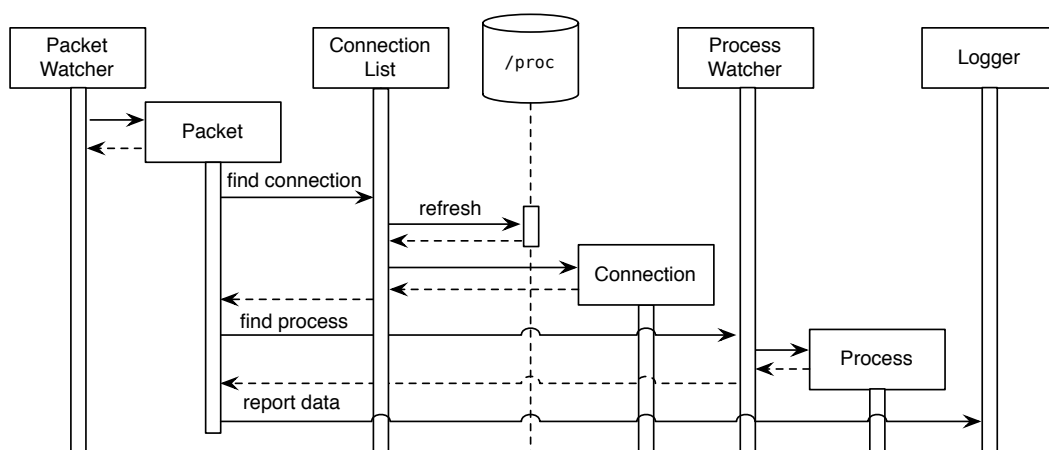 Packet
Watcher
Connection
List
/proc
Process
Watcher
Logger
Packet
find connection
refresh
Connection
find process
Process
report data